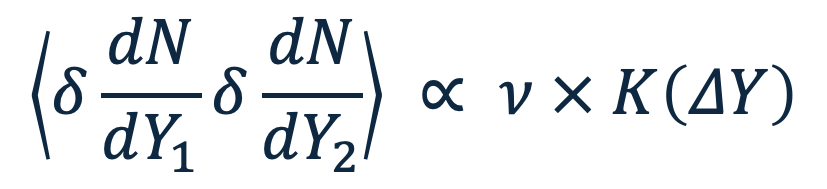 ⟨δ dN/dY₁ δ dN/dY₂⟩ ∝ ν × K(ΔY)